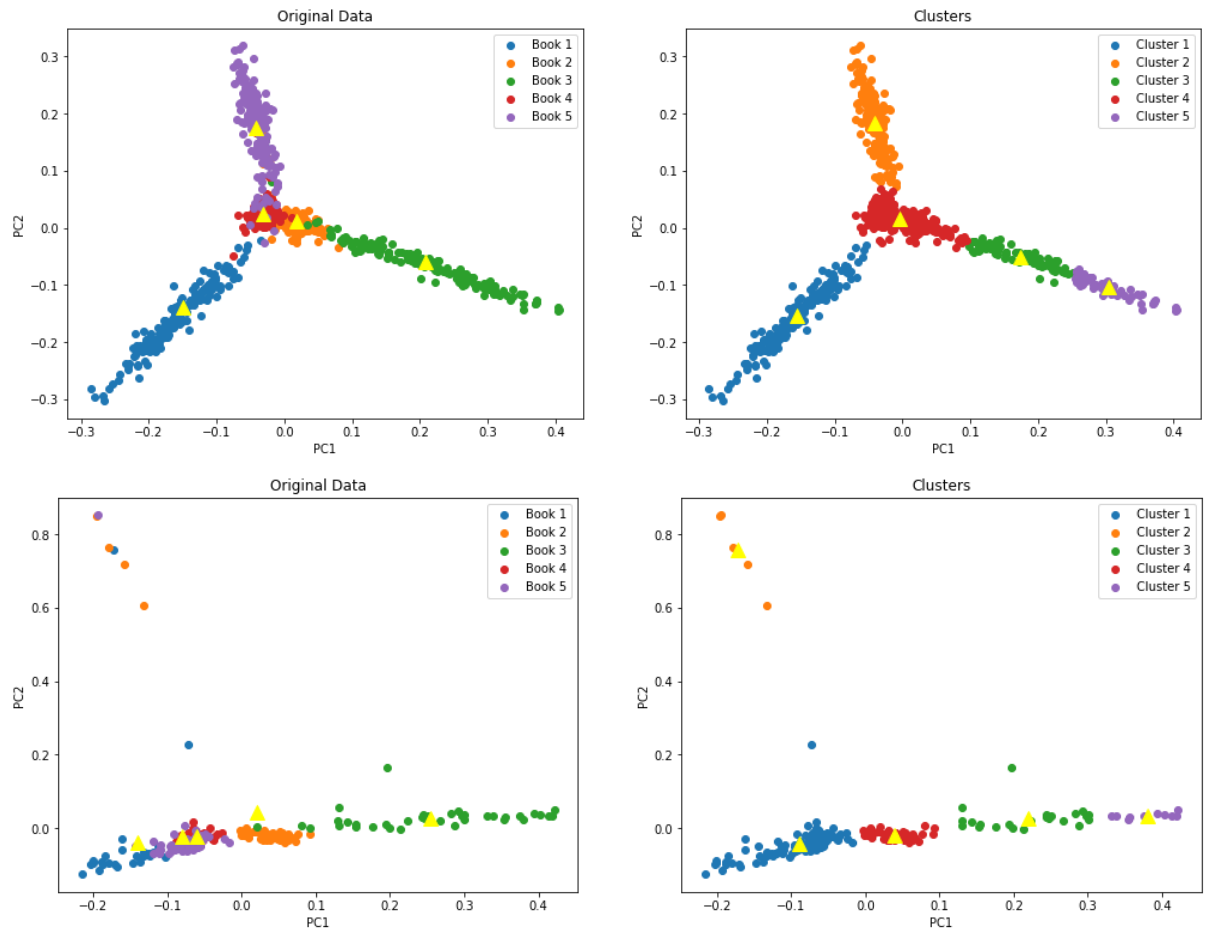 Original Data
Book 1
Book 2
Book 3
Book 4
Book 5
0.3
0.2
0.1
0.0
−0.1
−0.2
−0.3
PC2
−0.3 −0.2 −0.1 0.0 0.1 0.2 0.3 0.4
PC1
Clusters
Cluster 1
Cluster 2
Cluster 3
Cluster 4
Cluster 5
0.3
0.2
0.1
0.0
−0.1
−0.2
−0.3
PC2
−0.3 −0.2 −0.1 0.0 0.1 0.2 0.3 0.4
PC1
Original Data
Book 1
Book 2
Book 3
Book 4
Book 5
0.8
0.6
0.4
0.2
0.0
PC2
−0.2 −0.1 0.0 0.1 0.2 0.3 0.4
PC1
Clusters
Cluster 1
Cluster 2
Cluster 3
Cluster 4
Cluster 5
0.8
0.6
0.4
0.2
0.0
PC2
−0.2 −0.1 0.0 0.1 0.2 0.3 0.4
PC1